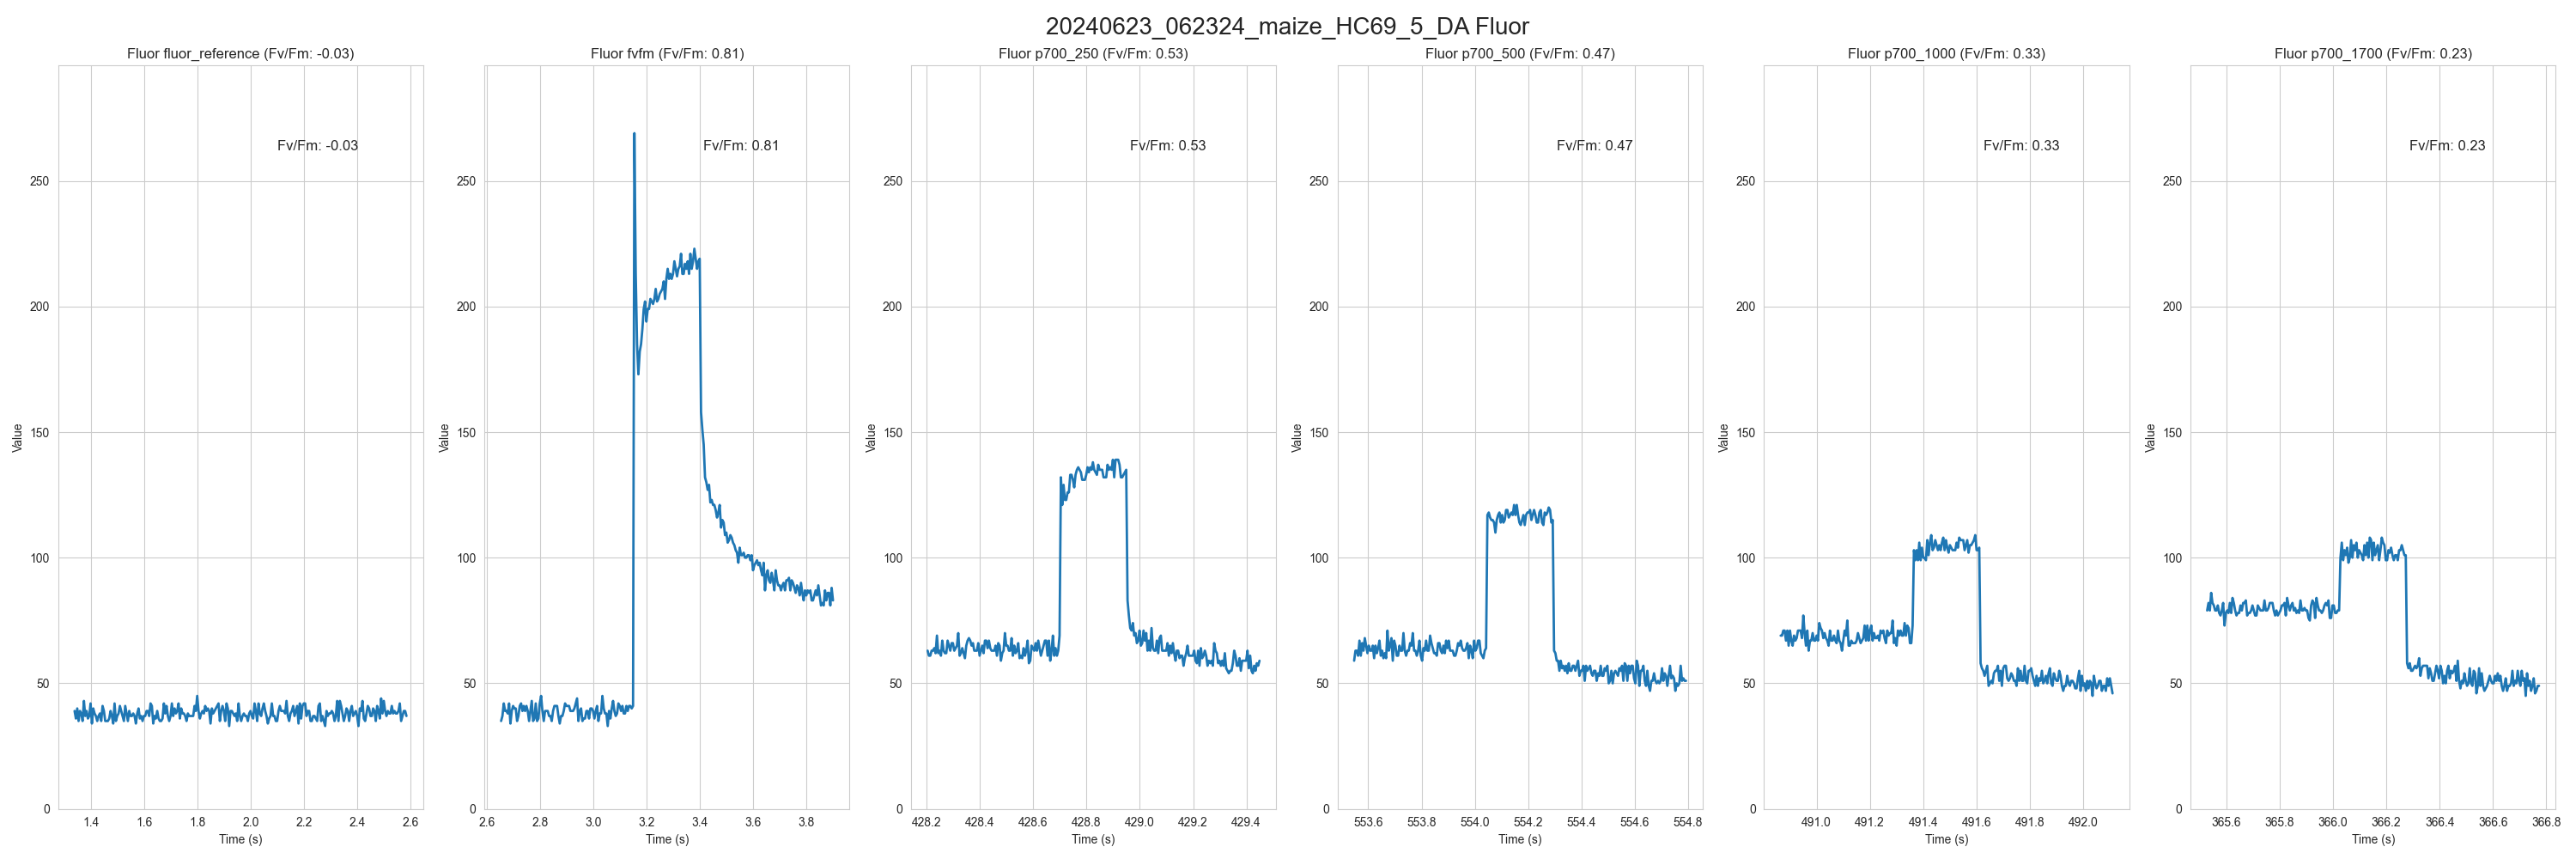 20240623_062324_maize_HC69_5_DA Fluor
Fluor fluor_reference (Fv/Fm: -0.03)
Fv/Fm: -0.03
250
200
150
100
50
0
Value
1.4 1.6 1.8 2.0 2.2 2.4 2.6
Time (s)
Fluor fvfm (Fv/Fm: 0.81)
Fv/Fm: 0.81
250
200
150
100
50
0
Value
2.6 2.8 3.0 3.2 3.4 3.6 3.8
Time (s)
Fluor p700_250 (Fv/Fm: 0.53)
Fv/Fm: 0.53
250
200
150
100
50
0
Value
428.2 428.4 428.6 428.8 429.0 429.2 429.4
Time (s)
Fluor p700_500 (Fv/Fm: 0.47)
Fv/Fm: 0.47
250
200
150
100
50
0
Value
553.6 553.8 554.0 554.2 554.4 554.6 554.8
Time (s)
Fluor p700_1000 (Fv/Fm: 0.33)
Fv/Fm: 0.33
250
200
150
100
50
0
Value
491.0 491.2 491.4 491.6 491.8 492.0
Time (s)
Fluor p700_1700 (Fv/Fm: 0.23)
Fv/Fm: 0.23
250
200
150
100
50
0
Value
365.6 365.8 366.0 366.2 366.4 366.6 366.8
Time (s)